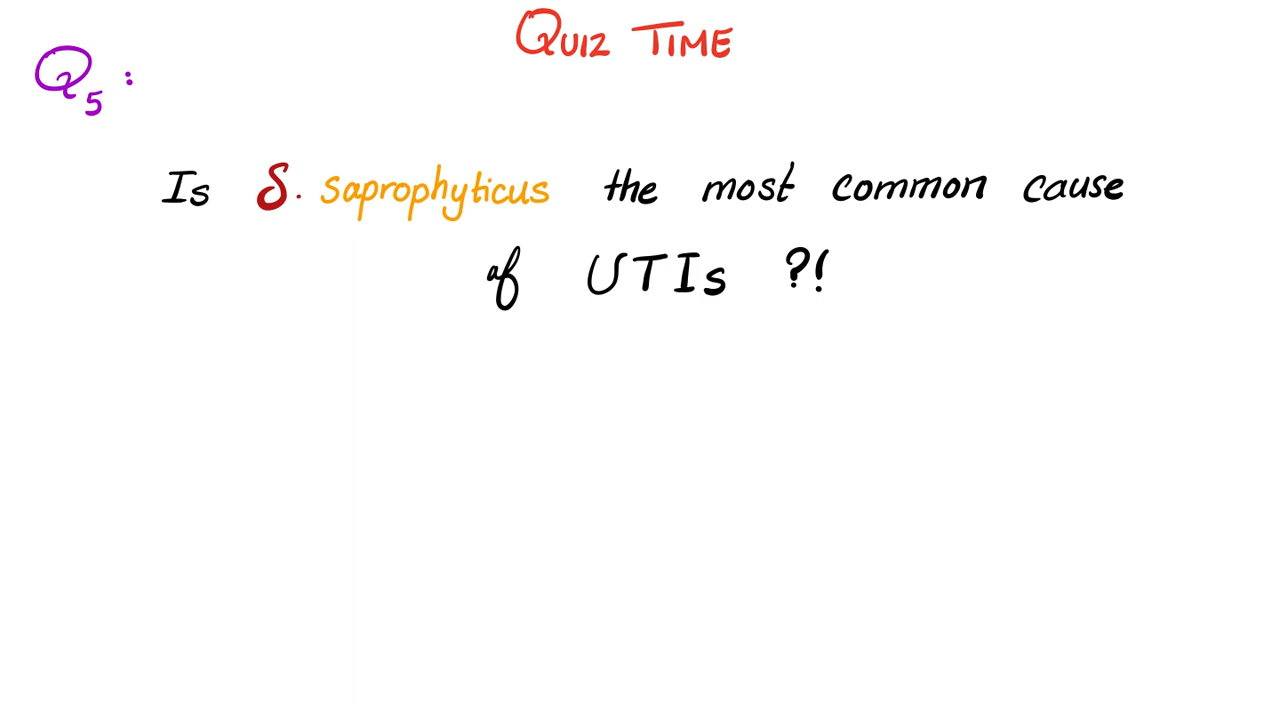 QUIZ TIME
Q5:
Is S. saprophyticus the most common cause
of UTIs ?!